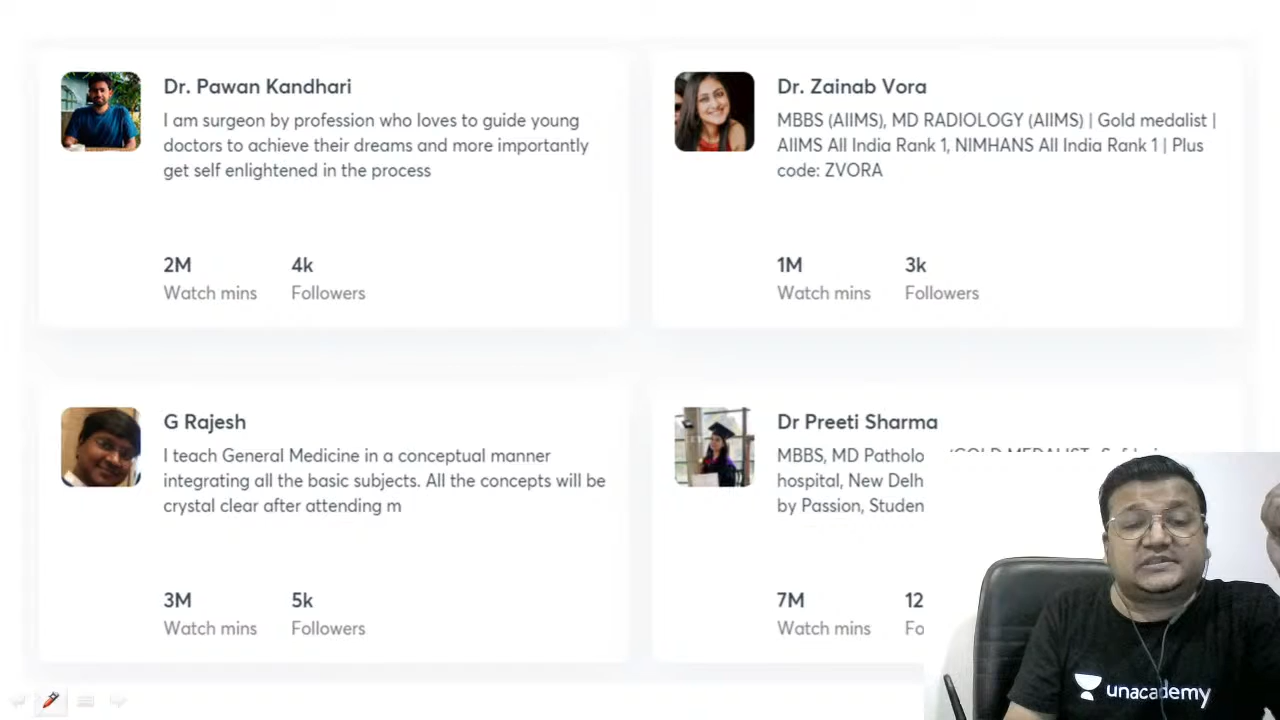 Dr. Pawan Kandhari
I am surgeon by profession who loves to guide young
doctors to achieve their dreams and more importantly
get self enlightened in the process
2M 4k
Watch mins Followers
Dr. Zainab Vora
MBBS (AIIMS), MD RADIOLOGY (AIIMS) | Gold medalist |
AIIMS All India Rank 1, NIMHANS All India Rank 1 | Plus
code: ZVORA
1M 3k
Watch mins Followers
G Rajesh
I teach General Medicine in a conceptual manner
integrating all the basic subjects. All the concepts will be
crystal clear after attending m
3M 5k
Watch mins Followers
Dr Preeti Sharma
MBBS, MD Patholo GOLD MEDALIST
hospital, New Delh
by Passion, Studen
7M 12
Watch mins Fo
unacademy